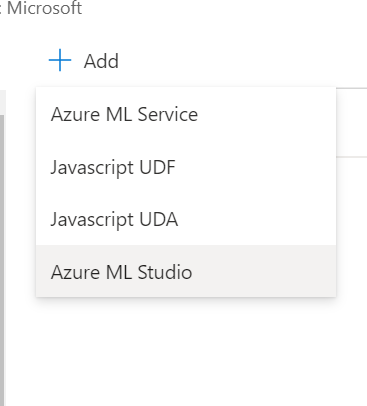 : Microsoft
Add
Azure ML Service
Javascript UDF
Javascript UDA
Azure ML Studio